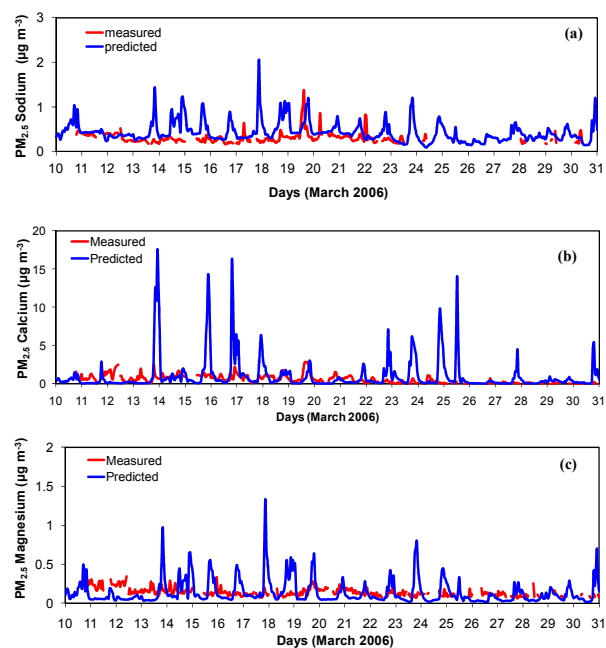 (a)
measured
predicted
PM2.5 Sodium (µg m-3)
3
2
1
0
10 11 12 13 14 15 16 17 18 19 20 21 22 23 24 25 26 27 28 29 30 31
Days (March 2006)
(b)
Measured
Predicted
PM2.5 Calcium (µg m-3)
20
15
10
5
0
10 11 12 13 14 15 16 17 18 19 20 21 22 23 24 25 26 27 28 29 30 31
Days (March 2006)
(c)
Measured
Predicted
PM2.5 Magnesium (µg m-3)
2
1.5
1
0.5
0
10 11 12 13 14 15 16 17 18 19 20 21 22 23 24 25 26 27 28 29 30 31
Days (March 2006)